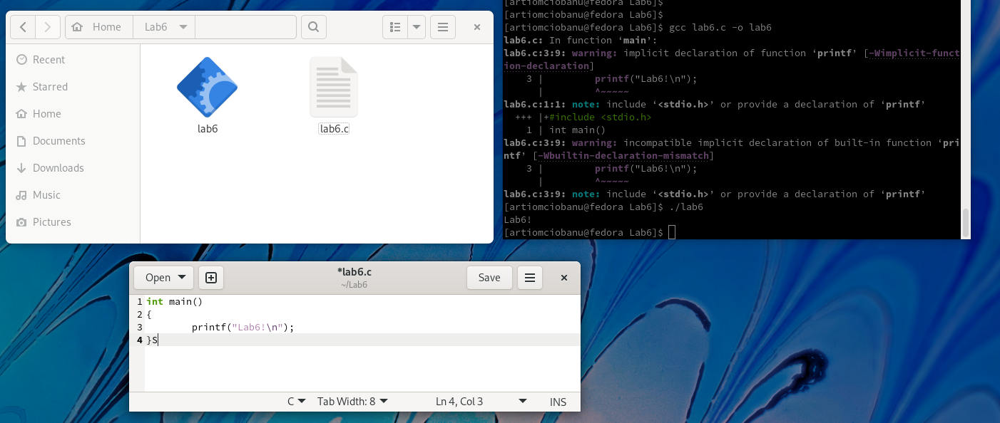 Home
Lab6
Recent
Starred
Home
Documents
Downloads
Music
Pictures
lab6
lab6.c
[artiomciobanu@fedora Lab6]$
[artiomciobanu@fedora Lab6]$
[artiomciobanu@fedora Lab6]$ gcc lab6.c -o lab6
lab6.c: In function ‘main’:
lab6.c:3:9: warning: implicit declaration of function ‘printf’ [-Wimplicit-funct
ion-declaration]
    3 |         printf("Lab6!\n");
      |         ^~~~~~
lab6.c:1:1: note: include ‘<stdio.h>’ or provide a declaration of ‘printf’
  +++ |+#include <stdio.h>
    1 | int main()
lab6.c:3:9: warning: incompatible implicit declaration of built-in function ‘pri
ntf’ [-Wbuiltin-declaration-mismatch]
    3 |         printf("Lab6!\n");
      |         ^~~~~~
lab6.c:3:9: note: include ‘<stdio.h>’ or provide a declaration of ‘printf’
[artiomciobanu@fedora Lab6]$ ./lab6
Lab6!
[artiomciobanu@fedora Lab6]$
Open
*lab6.c
~/Lab6
Save
1 int main()
2 {
3         printf("Lab6!\n");
4 }S
C Tab Width: 8 Ln 4, Col 3 INS